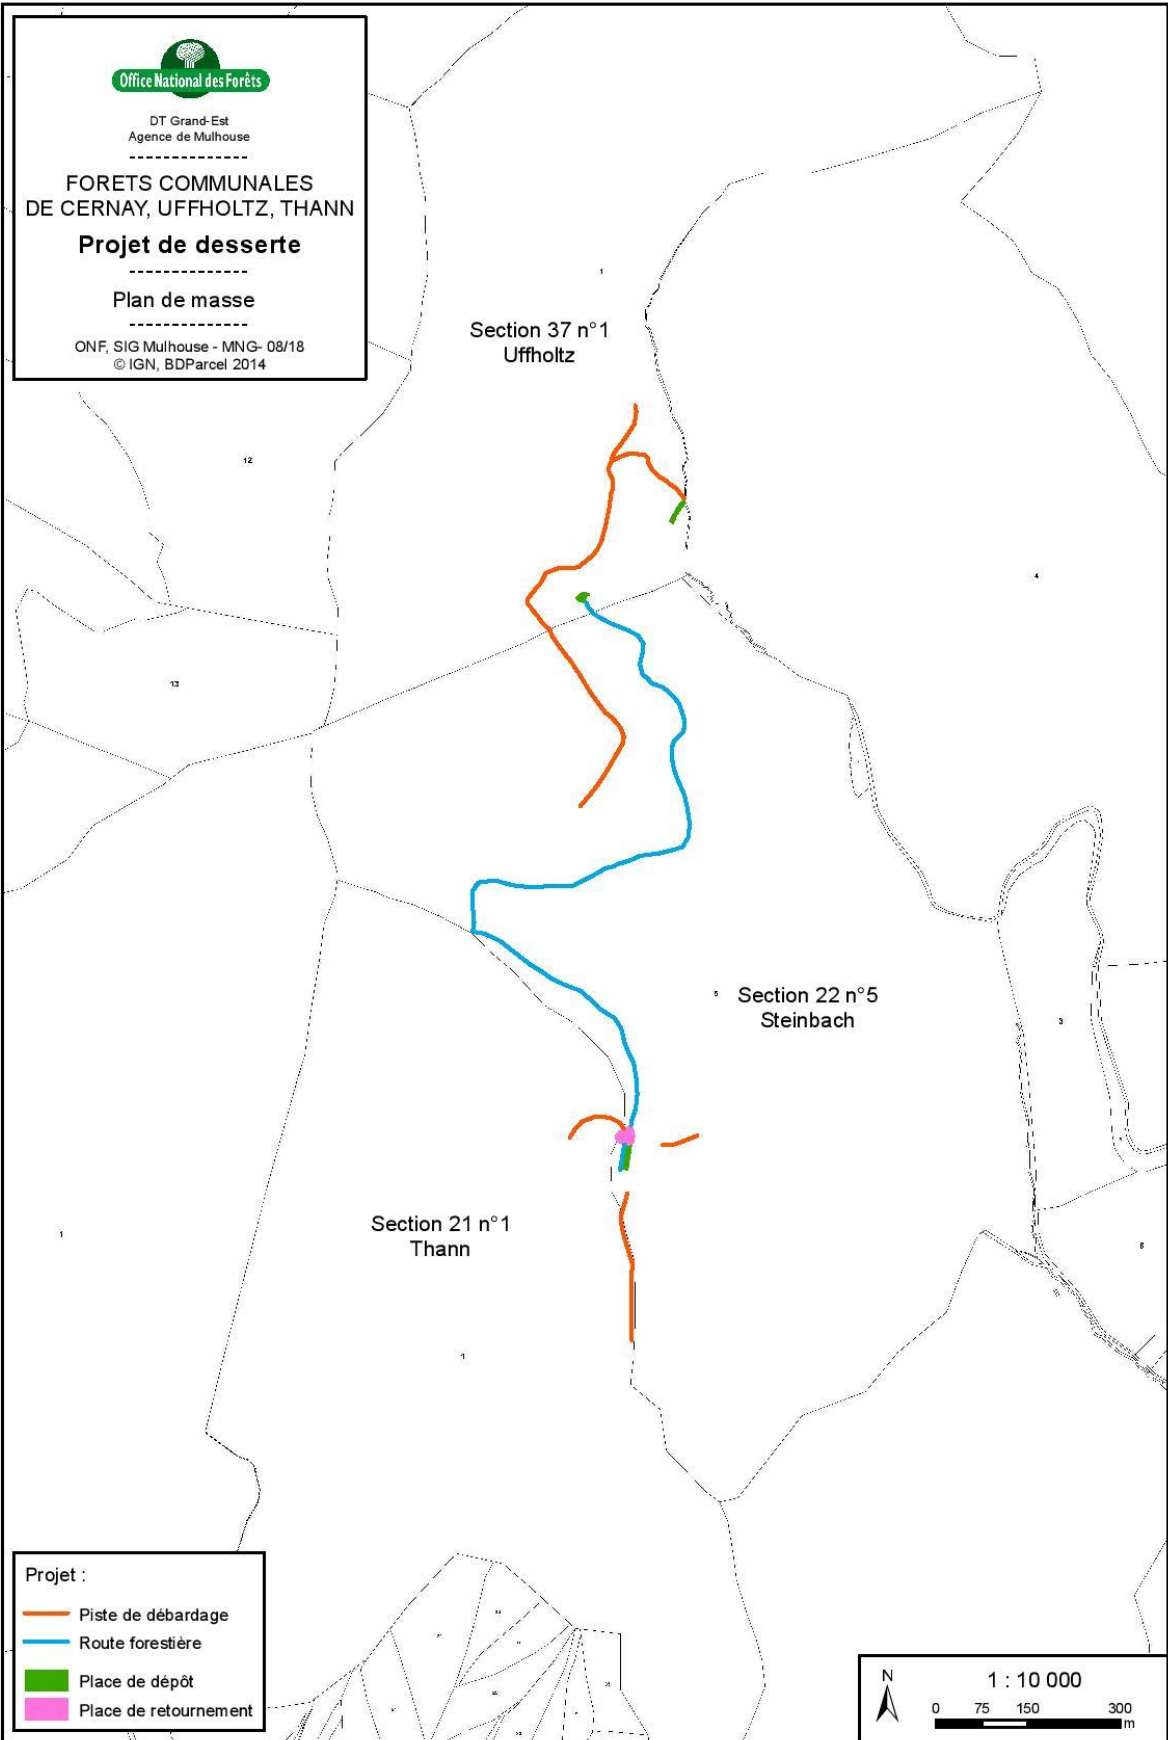 Office National des Forêts
DT Grand-Est
Agence de Mulhouse
--------------
FORETS COMMUNALES
DE CERNAY, UFFHOLTZ, THANN
Projet de desserte
--------------
Plan de masse
--------------
ONF, SIG Mulhouse - MNG- 08/18
© IGN, BDParcel 2014
1
Section 37 n°1
Uffholtz
12
4
13
5
Section 22 n°5
Steinbach
3
Section 21 n°1
Thann
1
1
Projet :
Piste de débardage
Route forestière
Place de dépôt
Place de retournement
N
1 : 10 000
0 75 150 300
m